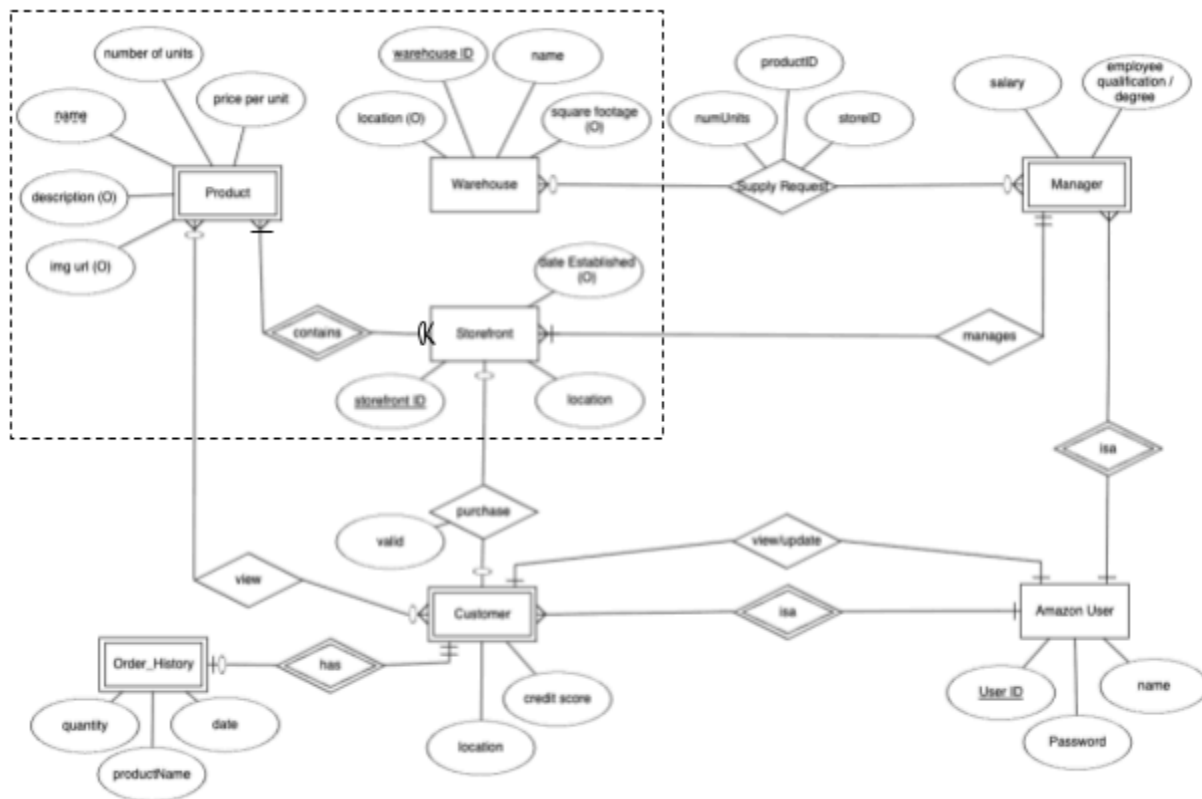 number of units
warehouse ID
name
productID
employee
qualification /
degree
salary
name
price per unit
location (O)
square footage
(O)
numUnits
storeID
description (O)
Product
Warehouse
Supply Request
Manager
img url (O)
date Established
(O)
contains
Storefront
manages
storefront ID
location
isa
purchase
valid
view/update
view
Customer
isa
Amazon User
Order_History
has
quantity
date
productName
credit score
location
User ID
name
Password